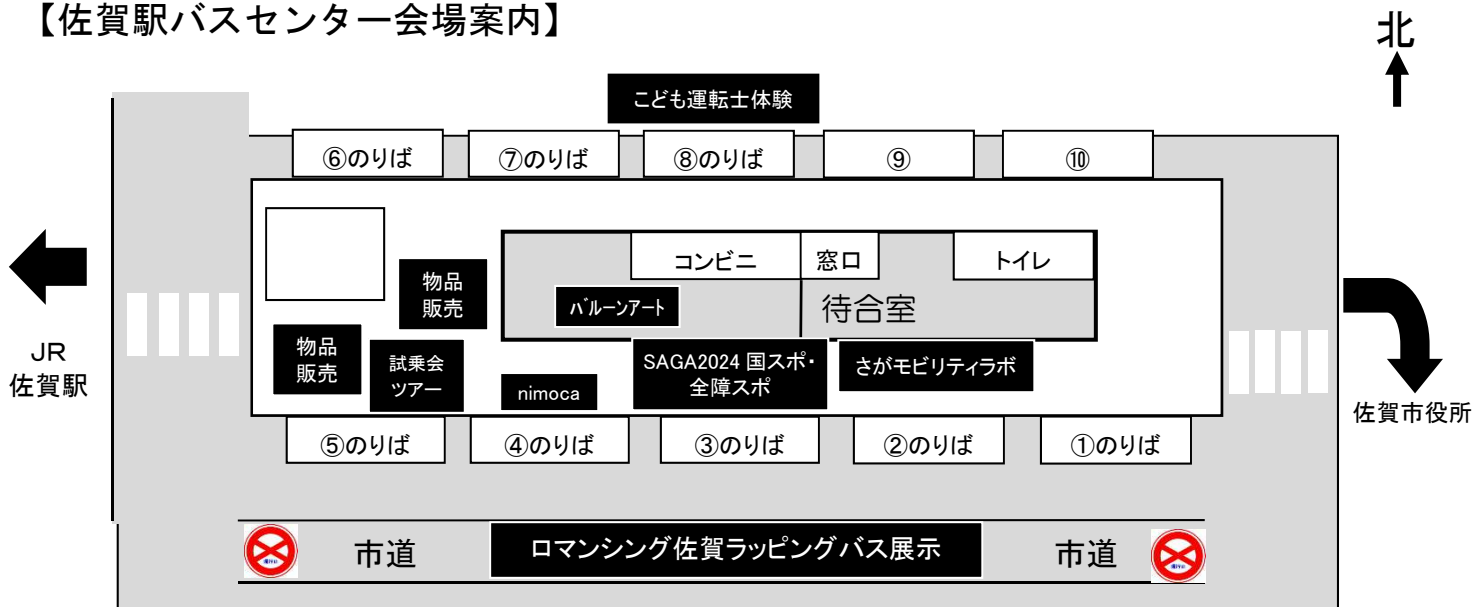 【佐賀駅バスセンター会場案内】
北
こども運転士体験
⑥のりば
⑦のりば
⑧のりば
⑨
⑩
コンビニ
窓口
トイレ
物品
販売
バルーンアート
待合室
JR
佐賀駅
物品
販売
試乗会
ツアー
nimoca
SAGA2024 国スポ・
全障スポ
さがモビリティラボ
佐賀市役所
⑤のりば
④のりば
③のりば
②のりば
①のりば
市道
ロマンシング佐賀ラッピングバス展示
市道